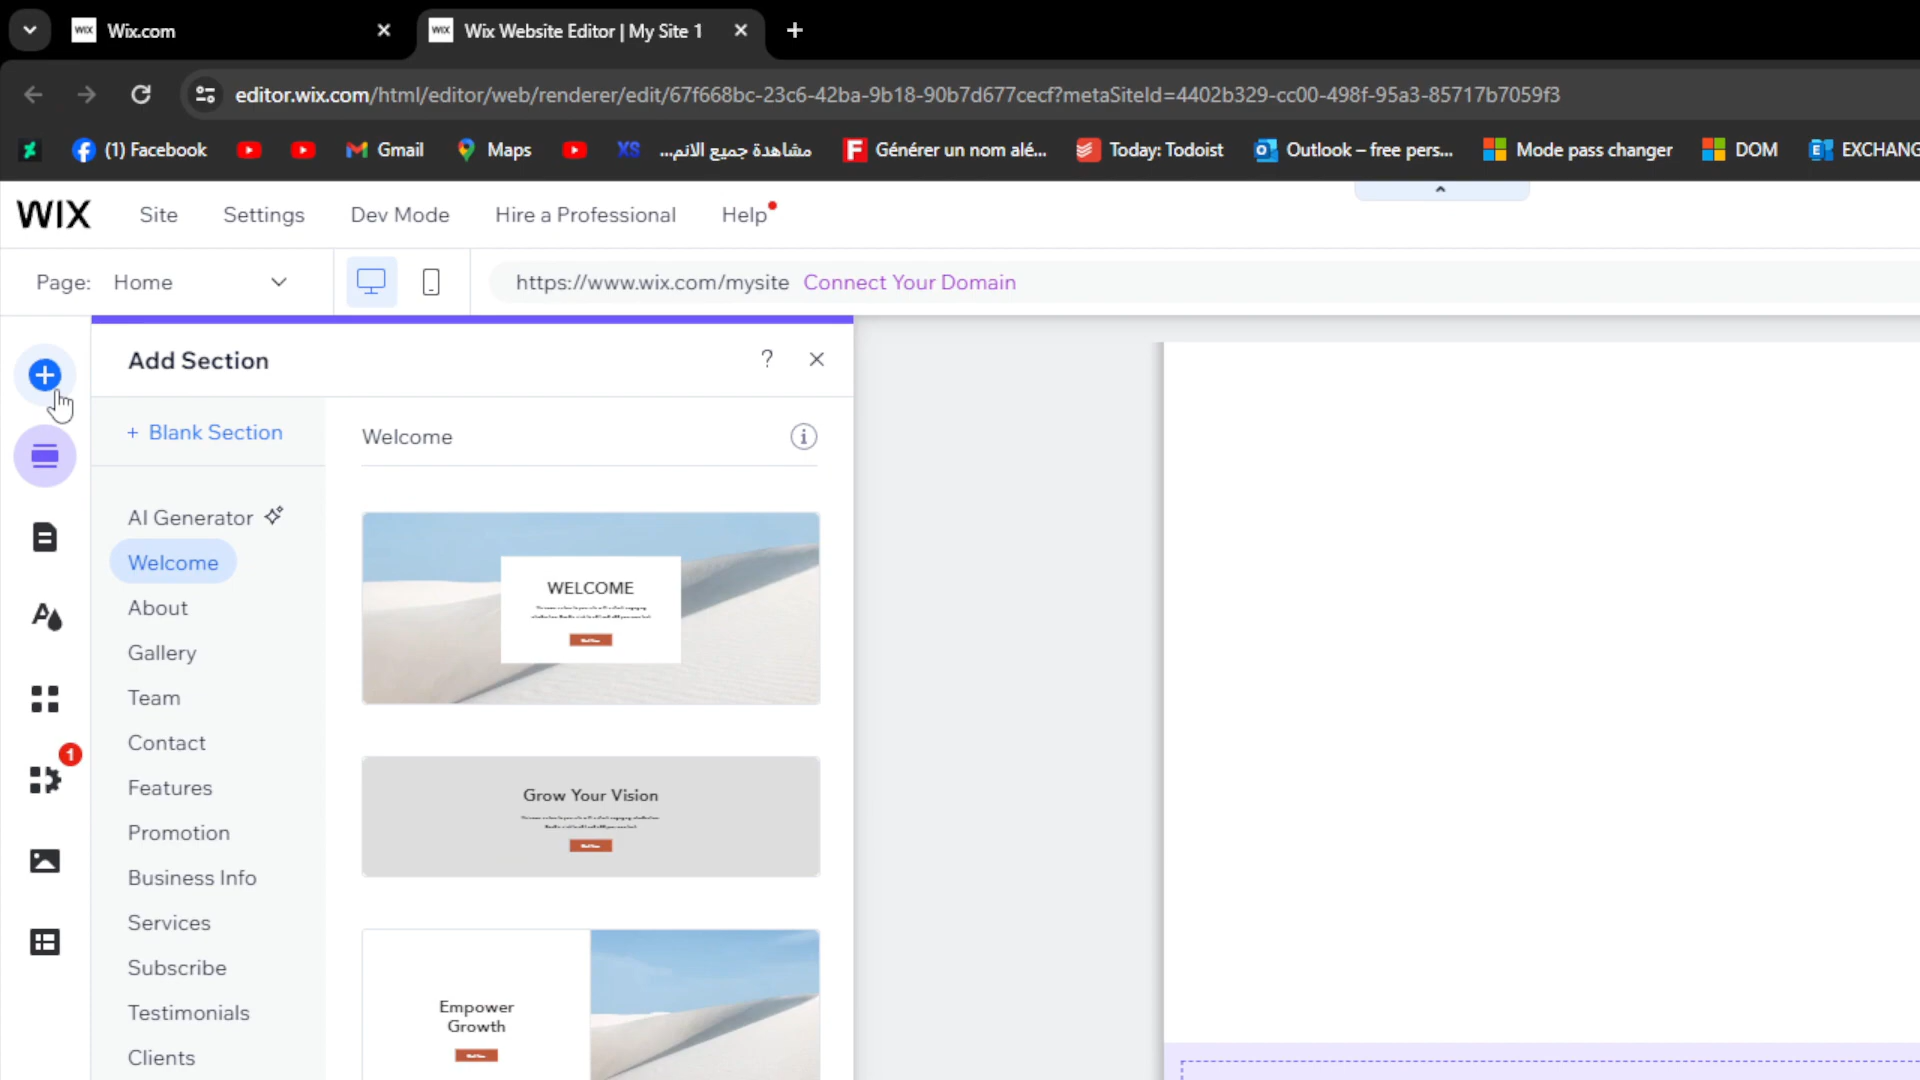 Wix.com
Wix Website Editor | My Site 1
editor.wix.com/html/editor/web/renderer/edit/67f668bc-23c6-42ba-9b18-90b7d677cecf?metaSiteId=4402b329-cc00-498f-95a3-85717b7059f3
(1) Facebook
Gmail
Maps
XS
مشاهدة جميع الانم...
Générer un nom alé...
Today: Todoist
Outlook – free pers...
Mode pass changer
DOM
EXCHANG
WIX
Site
Settings
Dev Mode
Hire a Professional
Help
Page:
Home
https://www.wix.com/mysite
Connect Your Domain
Add Section
?
+ Blank Section
Welcome
AI Generator
Welcome
About
Gallery
Team
Contact
Features
Promotion
Business Info
Services
Subscribe
Testimonials
Clients
1
WELCOME
Grow Your Vision
Empower
Growth